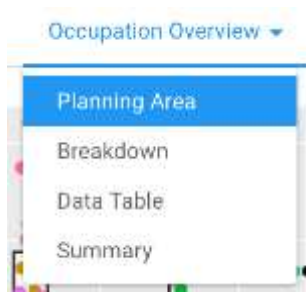 Occupation Overview
Planning Area
Breakdown
Data Table
Summary